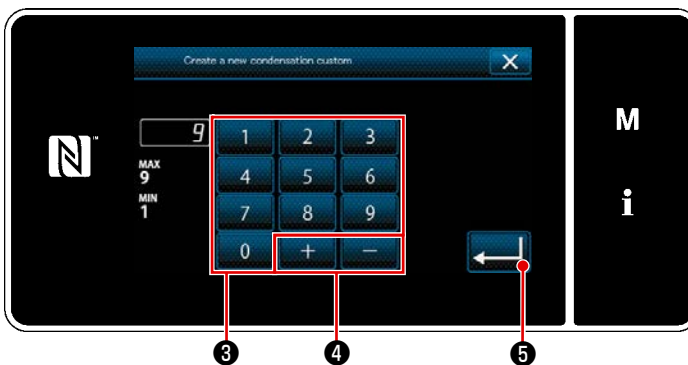 Create a new condensation custom
X
M
N™
9
1 2 3
MAX
9
4 5 6
i
MIN
1
7 8 9
0 + −
❸ ❹ ❺